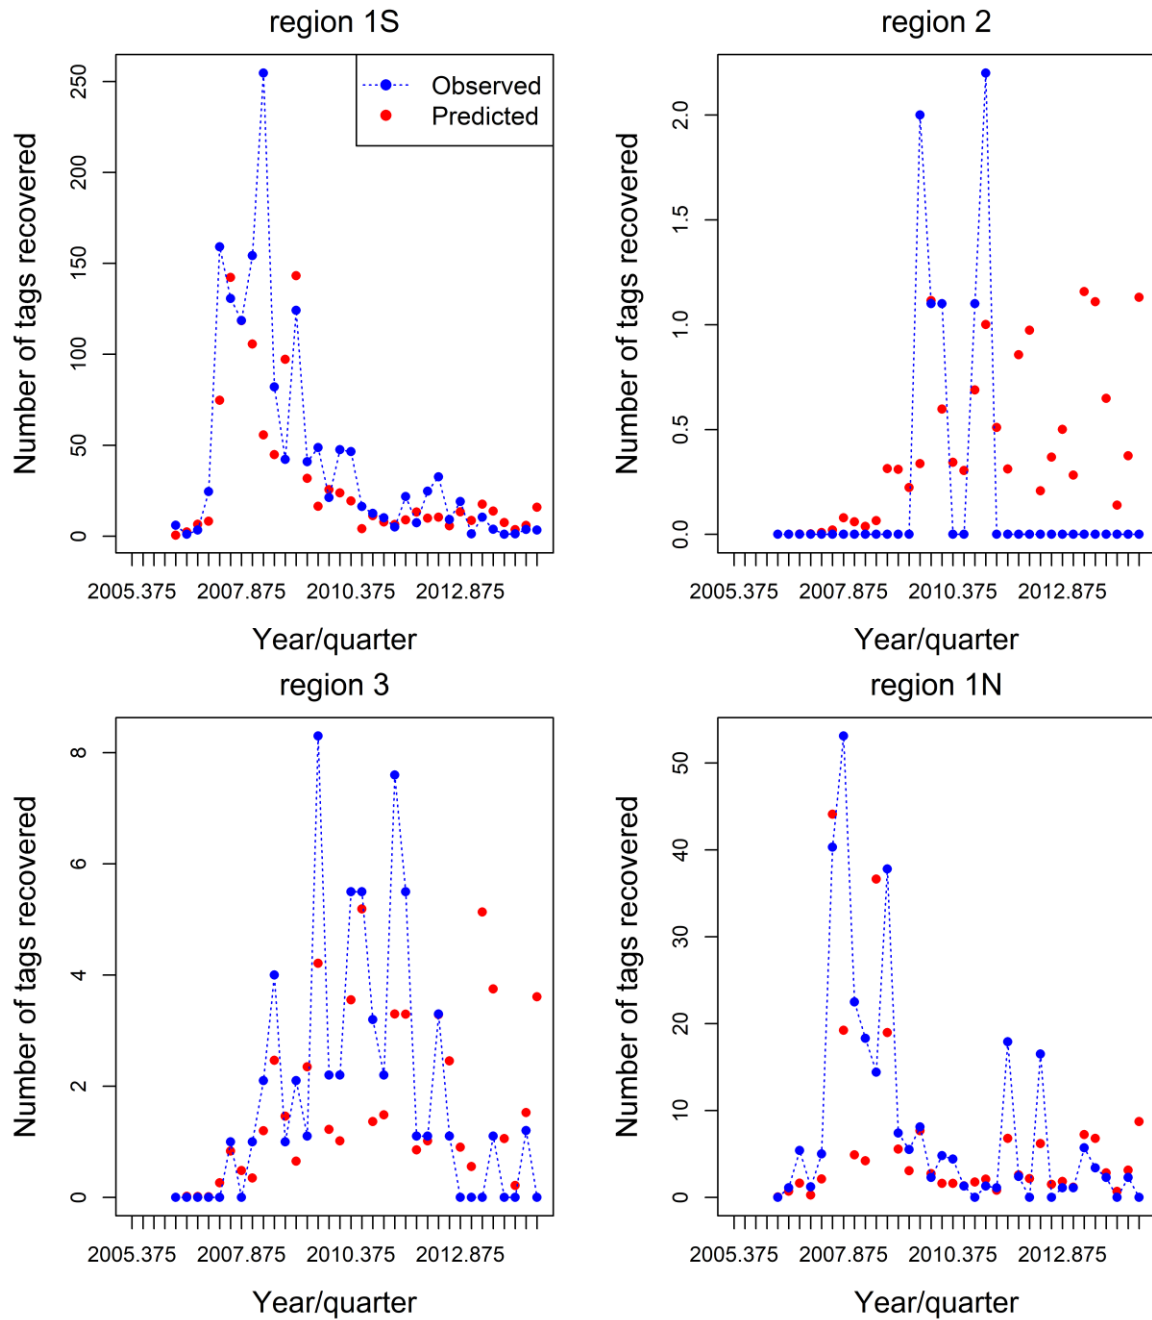 region 1S
Number of tags recovered
250
200
150
100
50
0
Observed
Predicted
2005.375 2007.875 2010.375 2012.875
Year/quarter
region 2
Number of tags recovered
2.0
1.5
1.0
0.5
0.0
2005.375 2007.875 2010.375 2012.875
Year/quarter
region 3
Number of tags recovered
8
6
4
2
0
2005.375 2007.875 2010.375 2012.875
Year/quarter
region 1N
Number of tags recovered
50
40
30
20
10
0
2005.375 2007.875 2010.375 2012.875
Year/quarter